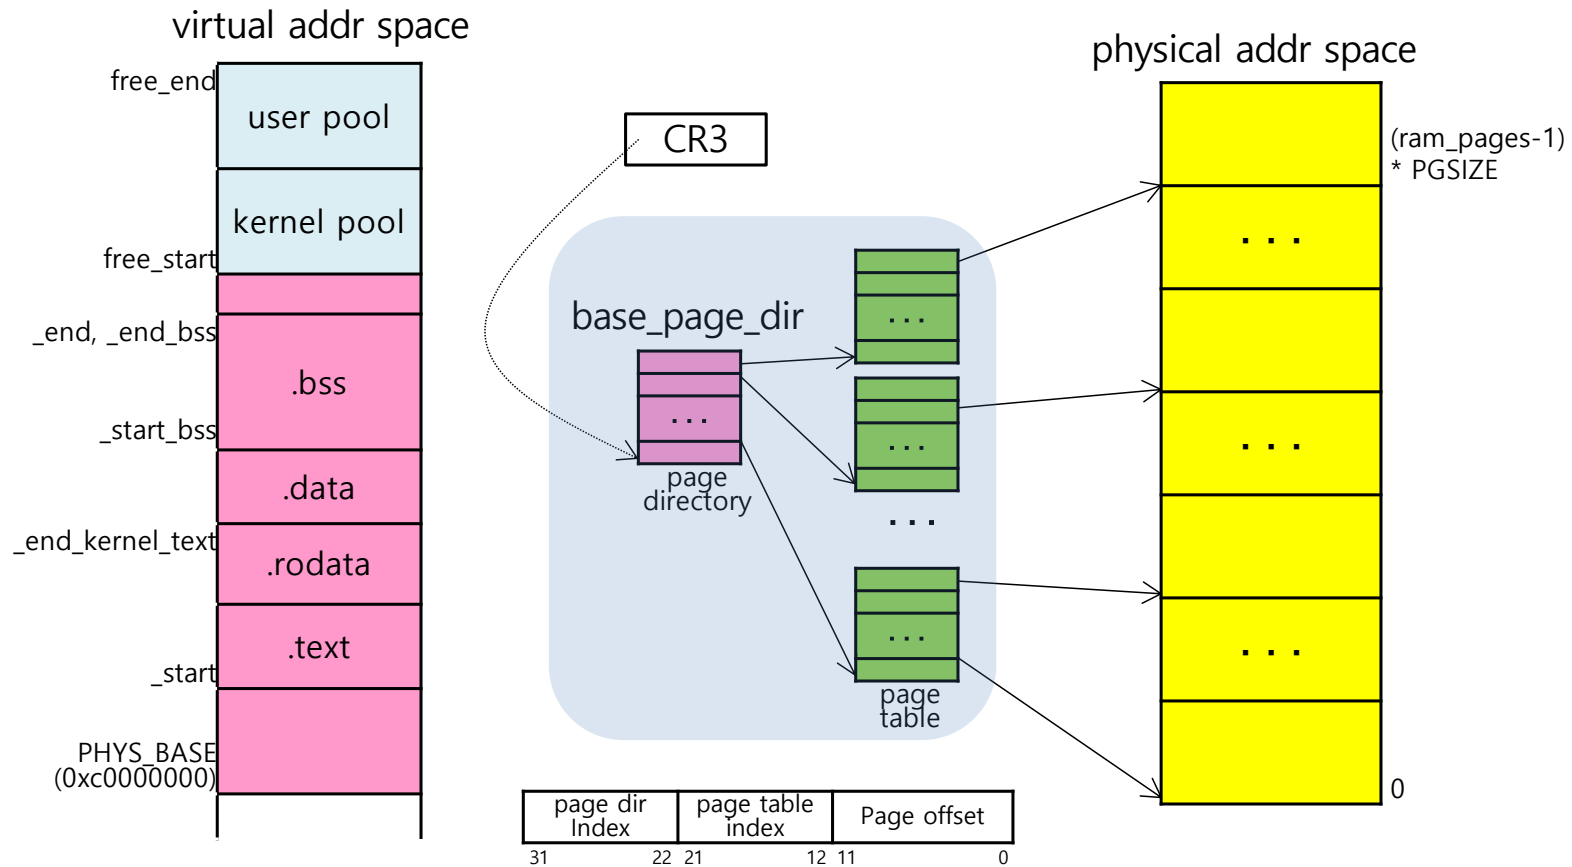 virtual addr space
free_end
user pool
kernel pool
free_start
_end, _end_bss
.bss
_start_bss
.data
_end_kernel_text
.rodata
.text
_start
PHYS_BASE
(0xc0000000)
CR3
base_page_dir
...
page
directory
...
...
...
...
page
table
page dir
Index
page table
index
Page offset
31
22
21
12
11
0
physical addr space
(ram_pages-1)
* PGSIZE
...
...
...
0